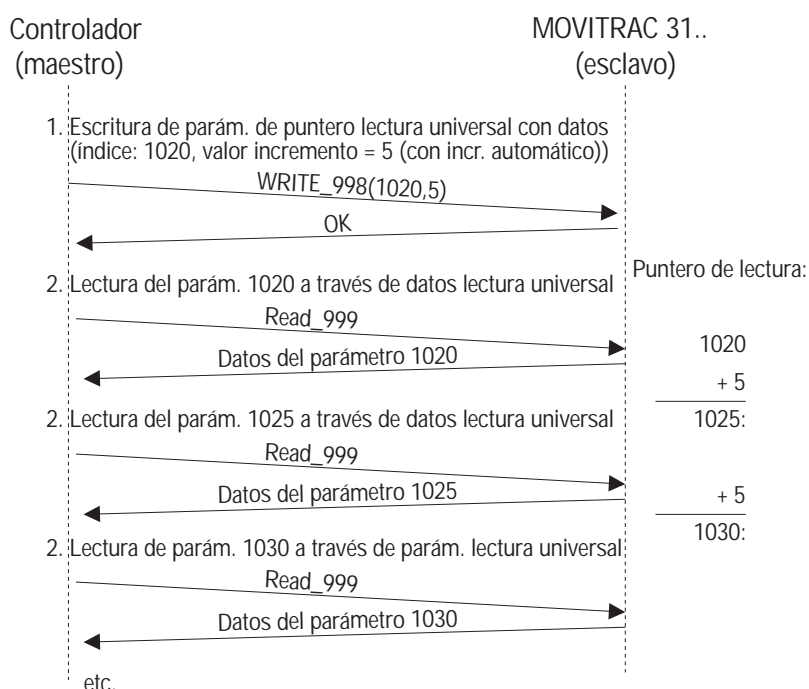 Controlador
(maestro)
MOVITRAC 31..
(esclavo)
1. Escritura de parám. de puntero lectura universal con datos
(índice: 1020, valor incremento = 5 (con incr. automático))
WRITE_998(1020,5)
OK
Puntero de lectura:
2. Lectura del parám. 1020 a través de datos lectura universal
Read_999
1020
Datos del parámetro 1020
+ 5
2. Lectura del parám. 1025 a través de datos lectura universal
1025:
Read_999
Datos del parámetro 1025
+ 5
1030:
2. Lectura de parám. 1030 a través de parám. lectura universal
Read_999
Datos del parámetro 1030
etc.